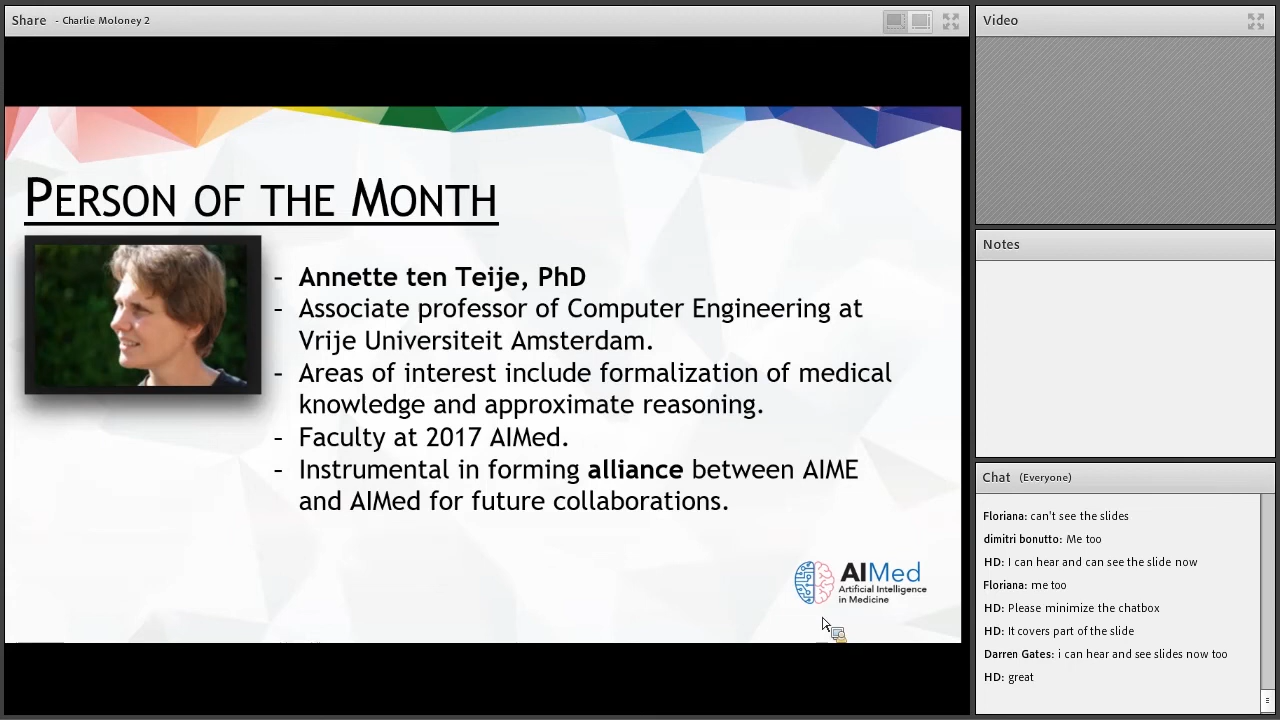 Share - Charlie Moloney 2
PERSON OF THE MONTH
- Annette ten Teije, PhD
- Associate professor of Computer Engineering at
Vrije Universiteit Amsterdam.
- Areas of interest include formalization of medical
knowledge and approximate reasoning.
- Faculty at 2017 AIMed.
- Instrumental in forming alliance between AIME
and AIMed for future collaborations.
AIMed
Artificial Intelligence
in Medicine
Video
Notes
Chat (Everyone)
Floriana: can't see the slides
dimitri bonutto: Me too
HD: I can hear and can see the slide now
Floriana: me too
HD: Please minimize the chatbox
HD: It covers part of the slide
Darren Gates: i can hear and see slides now too
HD: great